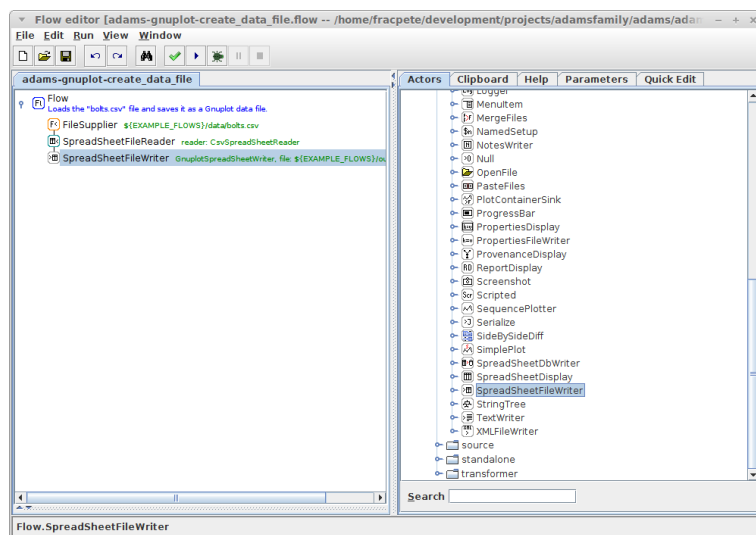 Flow editor [adams-gnuplot-create_data_file.flow -- /home/fracpete/development/projects/adamsfamily/adams/adar
File Edit Run View Window
adams-gnuplot-create_data_file
Flow
Loads the "bolts.csv" file and saves it as a Gnuplot data file.
FileSupplier ${EXAMPLE_FLOWS}/data/bolts.csv
SpreadSheetFileReader reader: CsvSpreadSheetReader
SpreadSheetFileWriter GnuplotSpreadSheetWriter, file: ${EXAMPLE_FLOWS}/ou
Actors Clipboard Help Parameters Quick Edit
Logger
MenuItem
MergeFiles
NamedSetup
NotesWriter
Null
OpenFile
PasteFiles
PlotContainerSink
ProgressBar
PropertiesDisplay
PropertiesFileWriter
ProvenanceDisplay
ReportDisplay
Screenshot
Scripted
SequencePlotter
Serialize
SideBySideDiff
SimplePlot
SpreadSheetDbWriter
SpreadSheetDisplay
SpreadSheetFileWriter
StringTree
TextWriter
XMLFileWriter
source
standalone
transformer
Search
Flow.SpreadSheetFileWriter